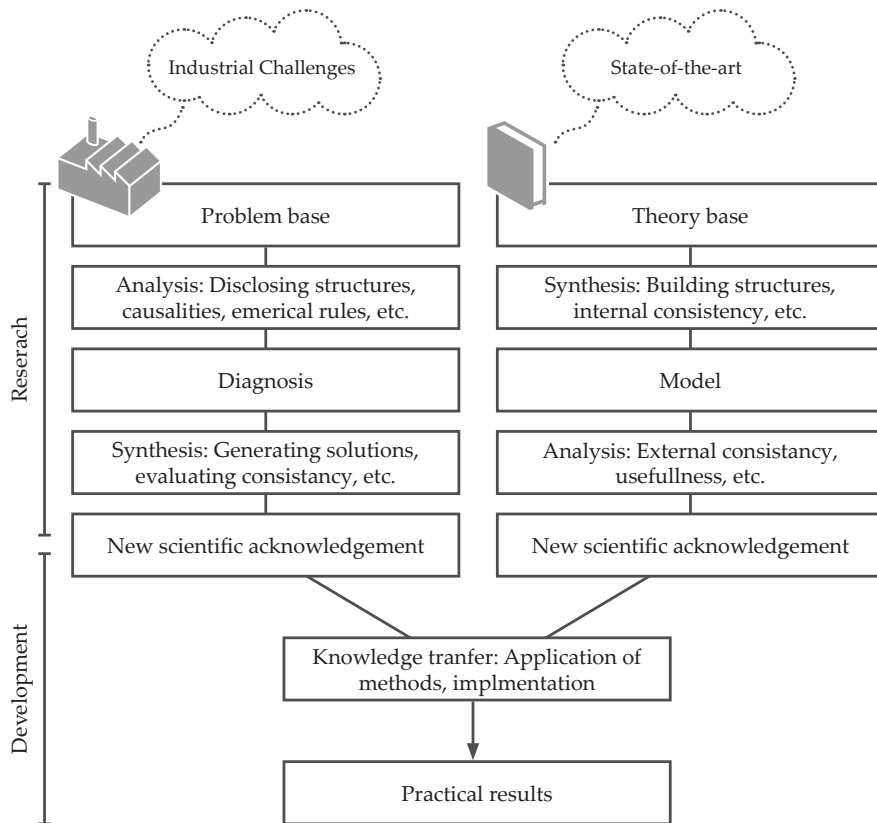 Industrial Challenges
State-of-the-art
Problem base
Theory base
Analysis: Disclosing structures,
causalities, emerical rules, etc.
Synthesis: Building structures,
internal consistency, etc.
Reserach
Diagnosis
Model
Synthesis: Generating solutions,
evaluating consistancy, etc.
Analysis: External consistancy,
usefullness, etc.
New scientific acknowledgement
New scientific acknowledgement
Development
Knowledge tranfer: Application of
methods, implmentation
Practical results